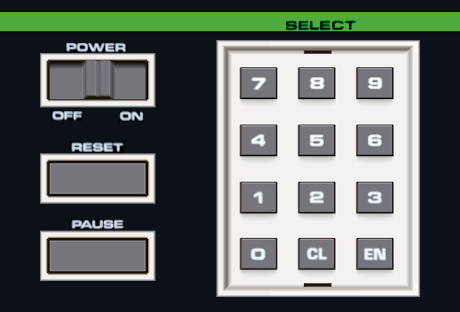 SELECT
POWER
OFF ON
RESET
PAUSE
7 8 9
4 5 6
1 2 3
0 CL EN